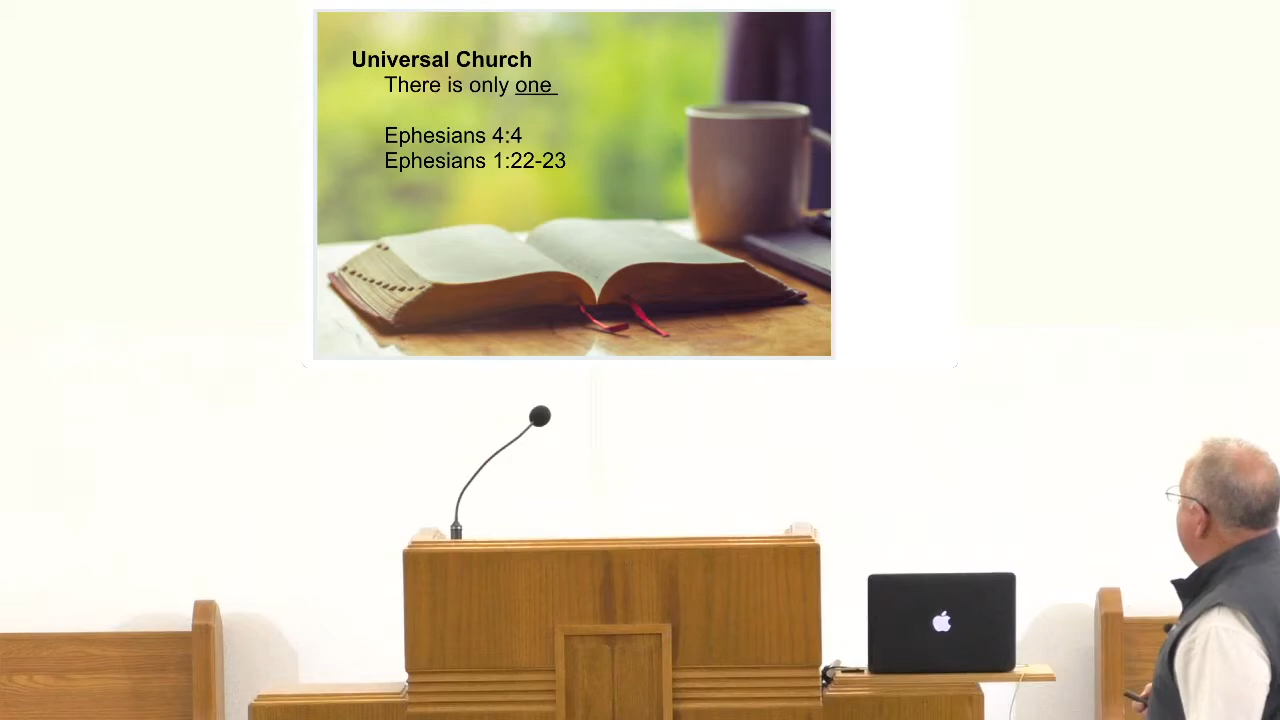 Universal Church
There is only one
Ephesians 4:4
Ephesians 1:22-23